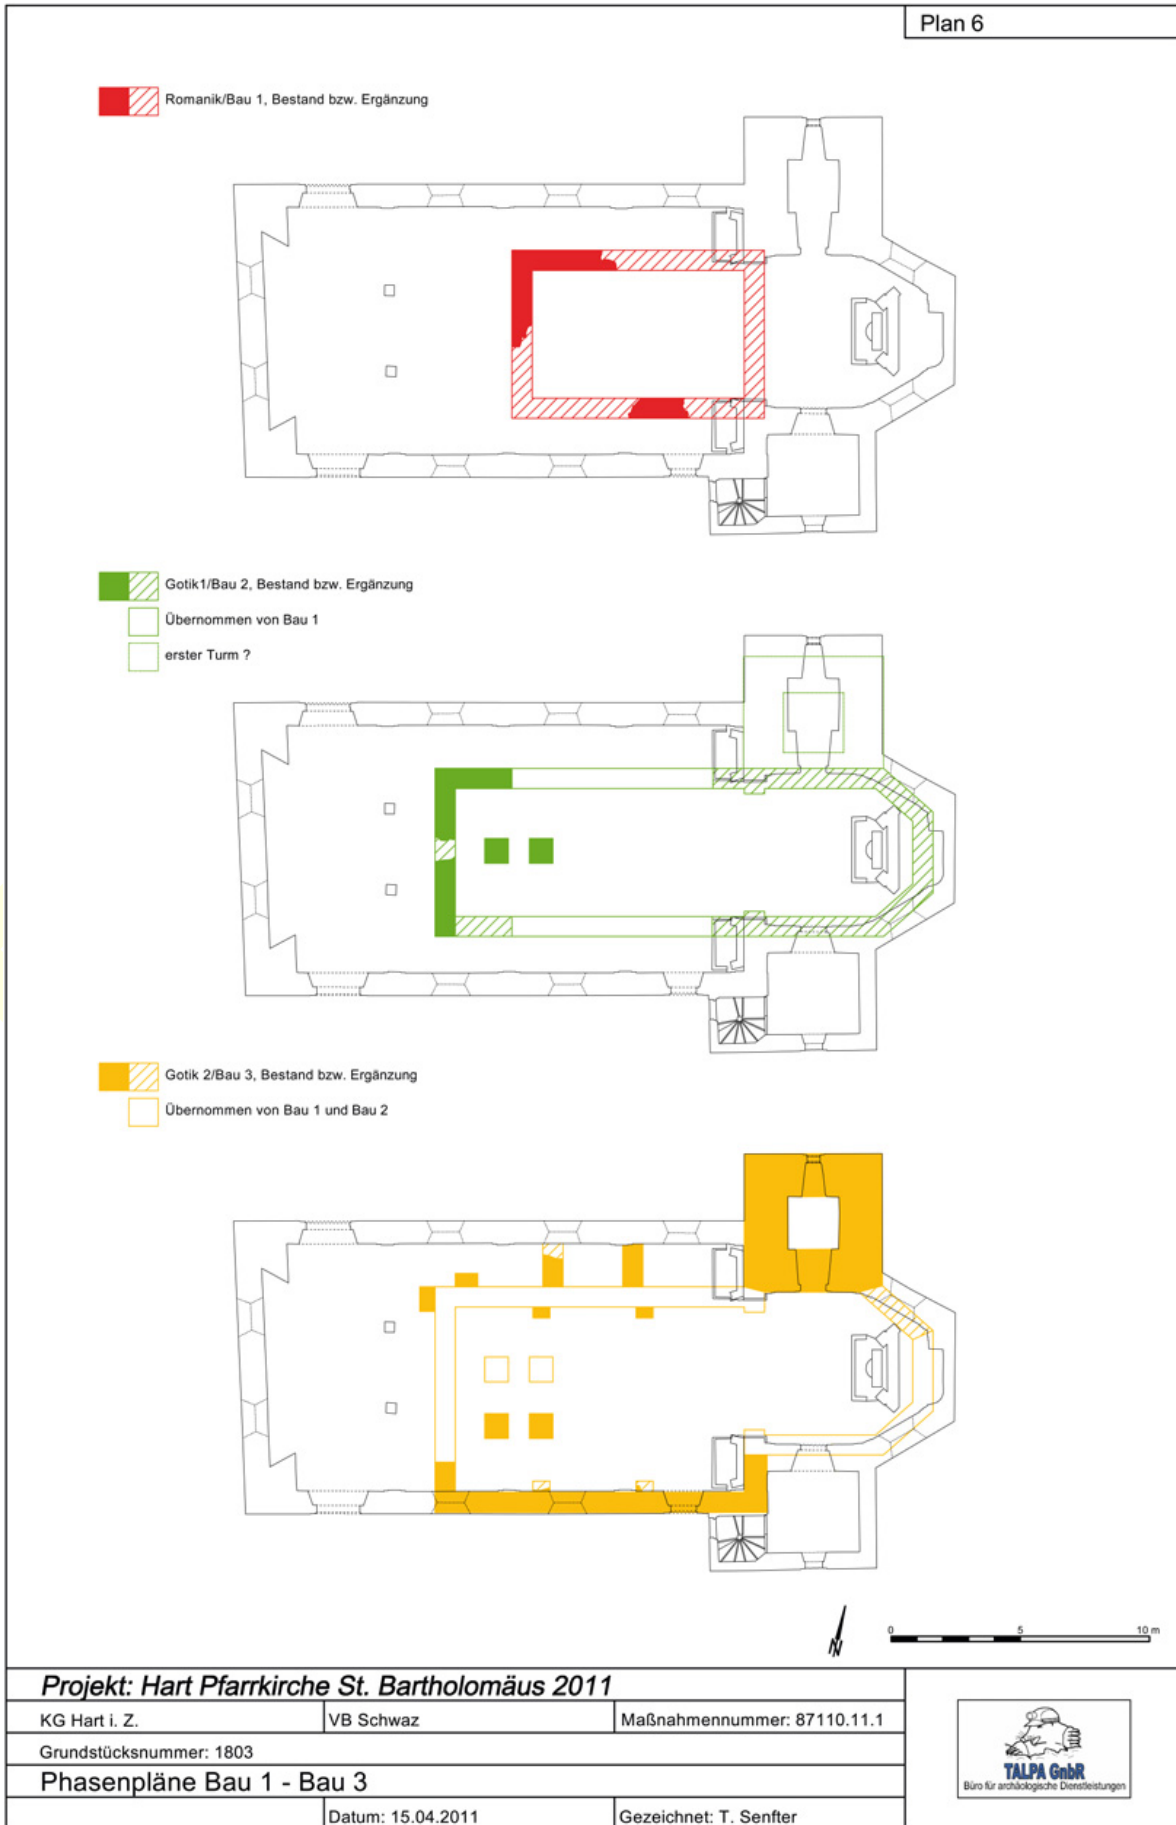 Plan 6
Romanik/Bau 1, Bestand bzw. Ergänzung
Gotik1/Bau 2, Bestand bzw. Ergänzung
Übernommen von Bau 1
erster Turm ?
Gotik 2/Bau 3, Bestand bzw. Ergänzung
Übernommen von Bau 1 und Bau 2
N
0 5 10 m
Projekt: Hart Pfarrkirche St. Bartholomäus 2011
KG Hart i. Z. VB Schwaz Maßnahmennummer: 87110.11.1
Grundstücksnummer: 1803
Phasenpläne Bau 1 - Bau 3
Datum: 15.04.2011 Gezeichnet: T. Senfter
TALPA GnbR
Büro für archäologische Dienstleistungen